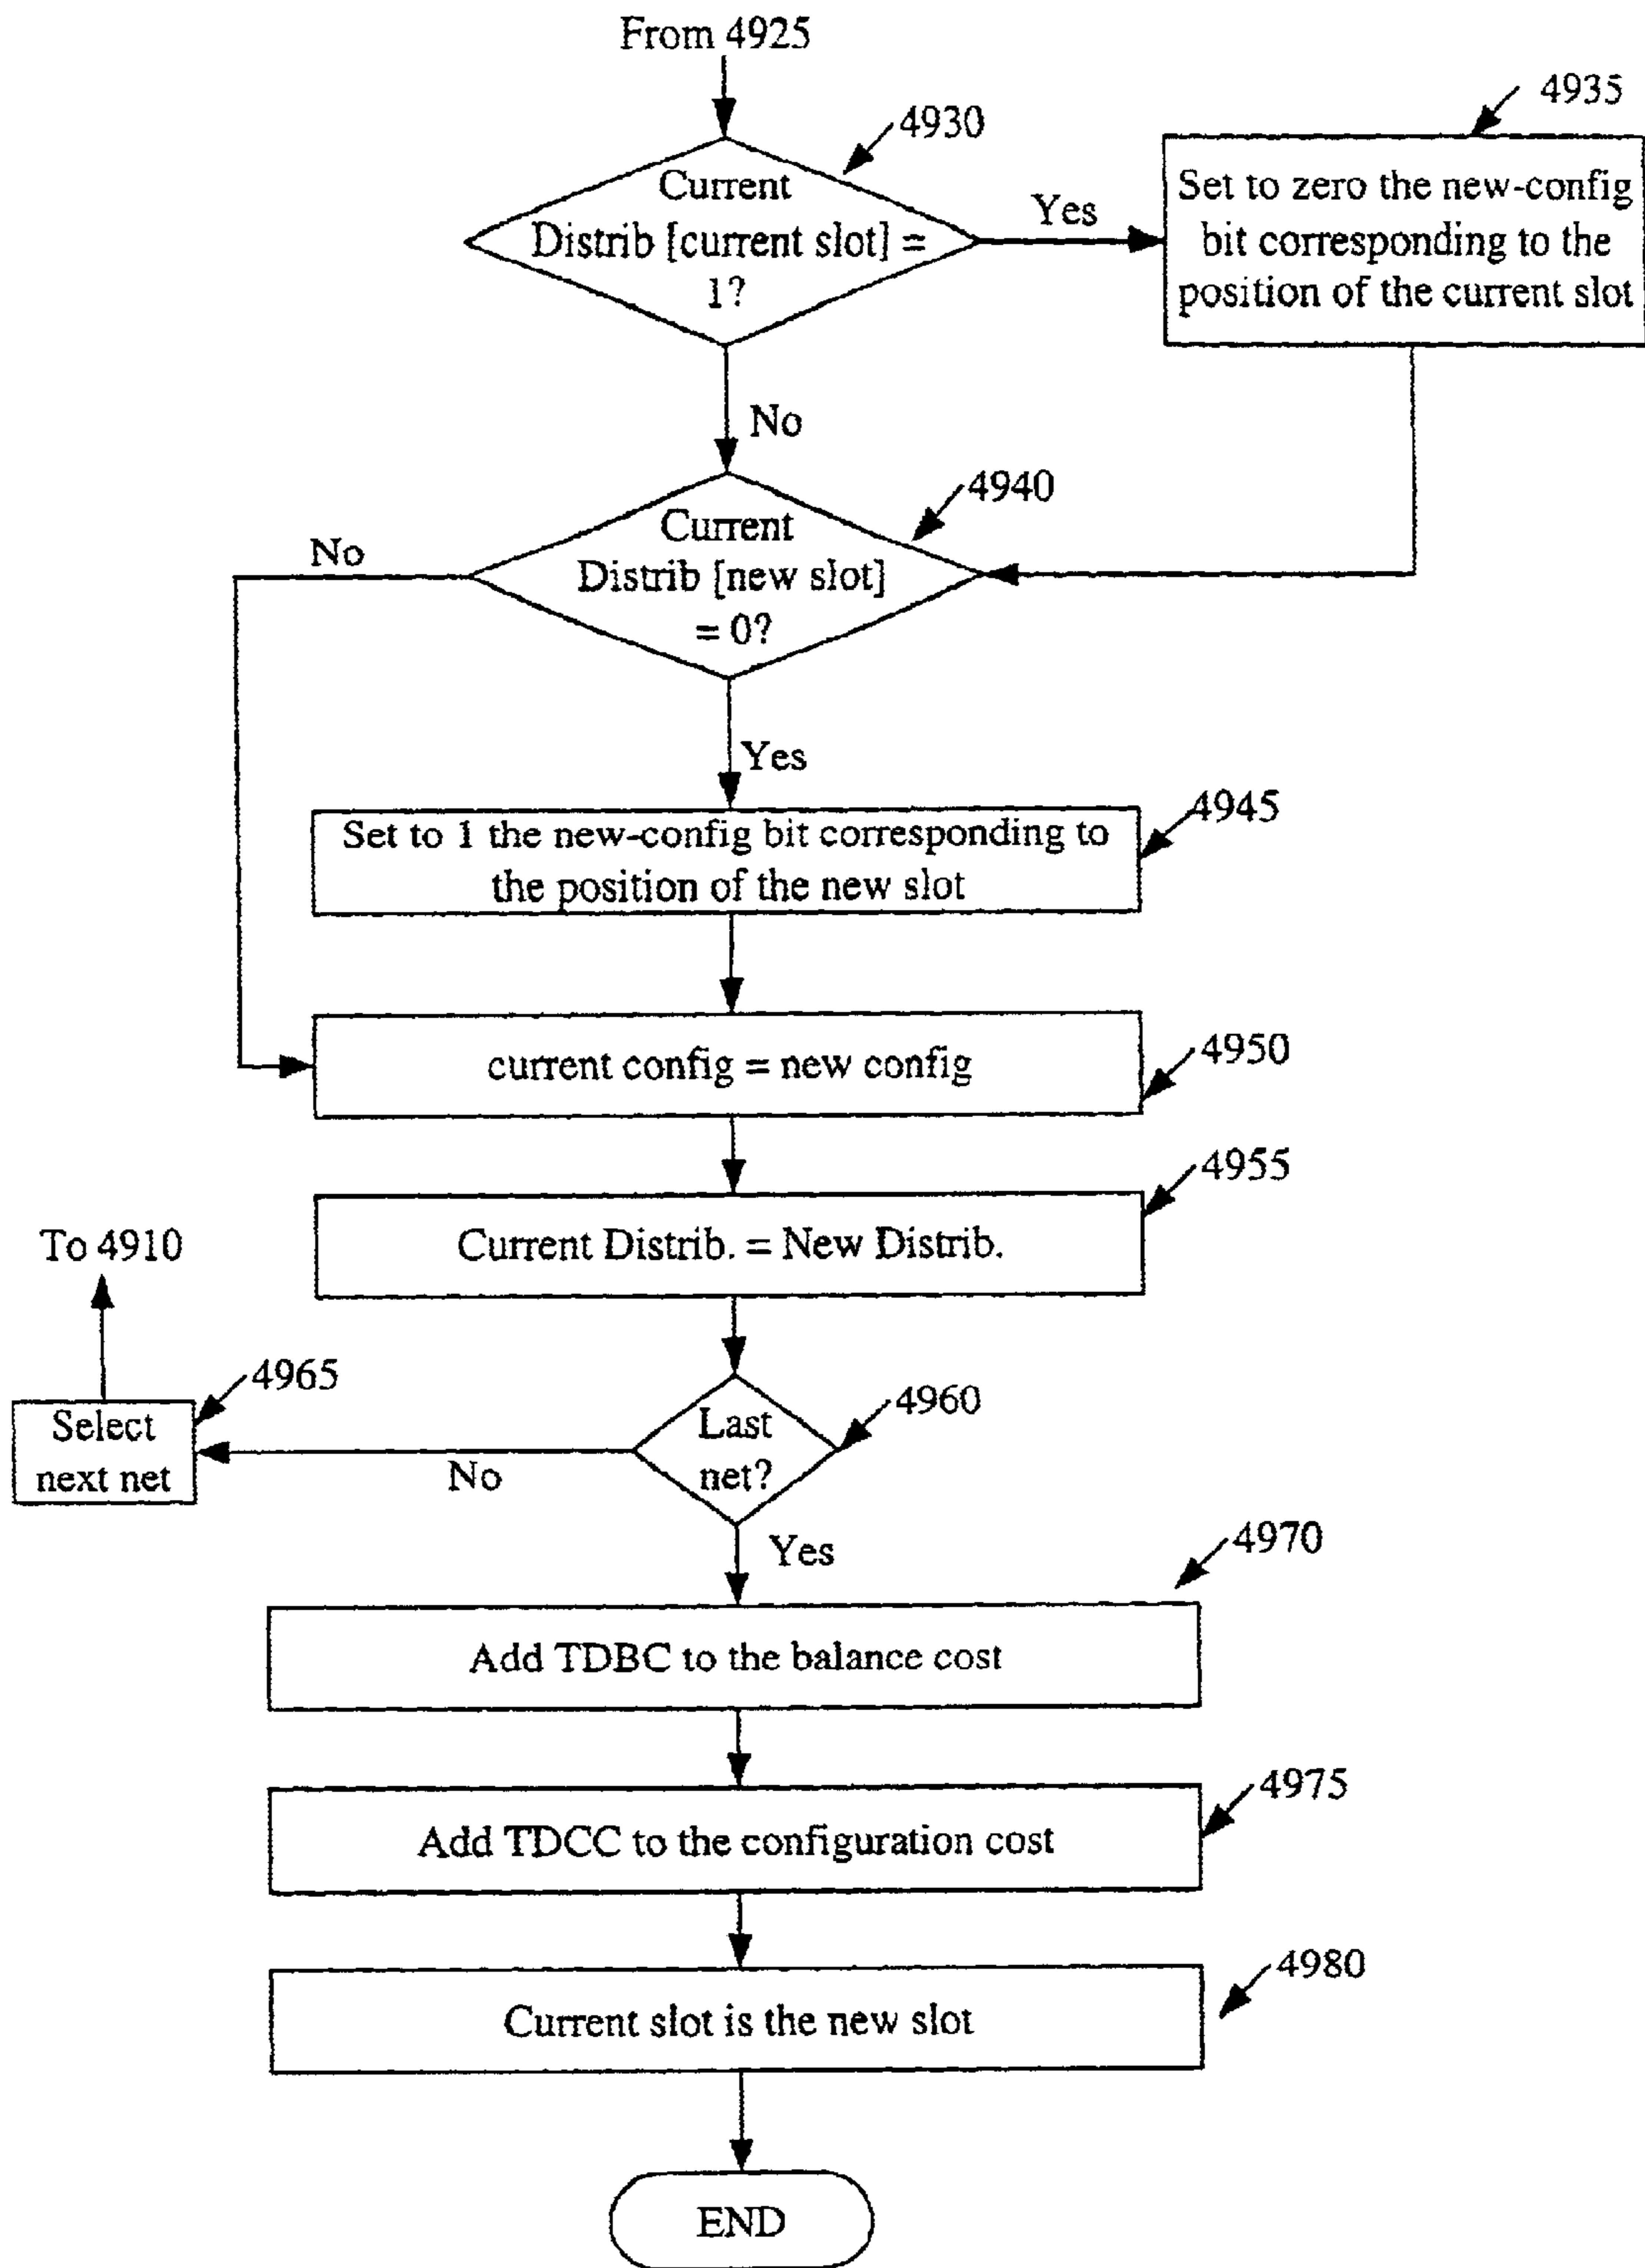 From 4925
4930
4935
Current
Distrib [current slot] =
1?
Yes
Set to zero the new-config
bit corresponding to the
position of the current slot
No
4940
Current
Distrib [new slot]
= 0?
No
Yes
4945
Set to 1 the new-config bit corresponding to
the position of the new slot
4950
current config = new config
4955
Current Distrib. = New Distrib.
To 4910
4965
Select
next net
No
4960
Last
net?
Yes
4970
Add TDBC to the balance cost
4975
Add TDCC to the configuration cost
4980
Current slot is the new slot
END